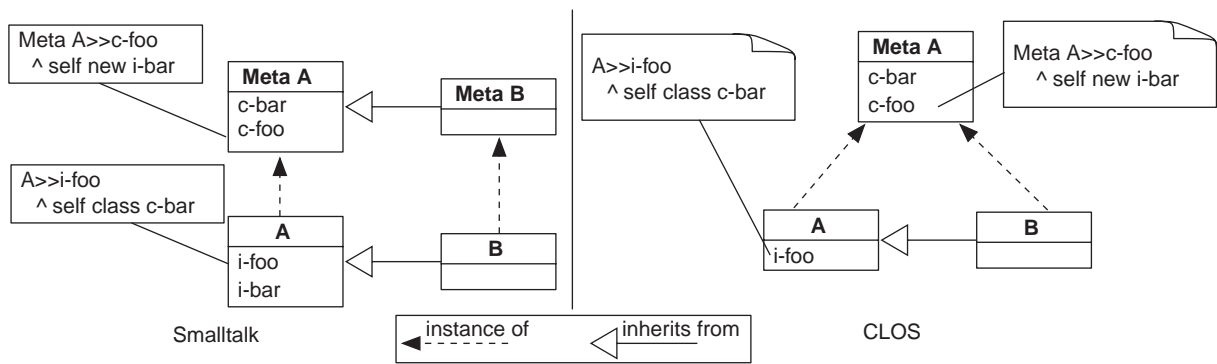 Meta A>>c-foo
^ self new i-bar
Meta A
c-bar
c-foo
Meta B
A>>i-foo
^ self class c-bar
A
i-foo
i-bar
B
Smalltalk
A>>i-foo
^ self class c-bar
Meta A
c-bar
c-foo
Meta A>>c-foo
^ self new i-bar
A
i-foo
B
CLOS
instance of
inherits from